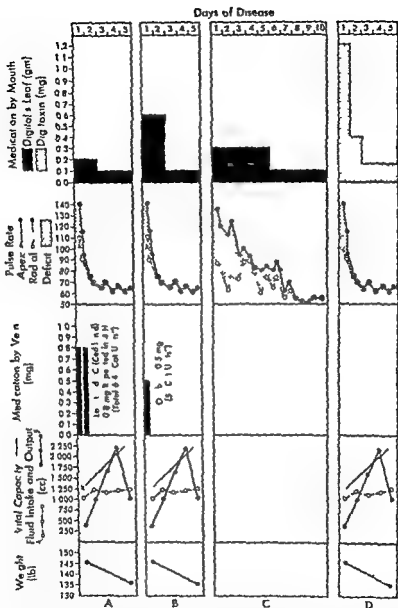 Days of Disease
1 2 3 4 5
1 2 3 4 5
1 2 3 4 5 6 7 8 9 10
1 2 3 4 5
Medication by Mouth
Digitalis Leaf (gm)
Digitoxin (mg)
1.2
1.1
1.0
0.9
0.8
0.7
0.6
0.5
0.4
0.3
0.2
0.1
0.0
Pulse Rate
Apex
Radial
Deficit
140
130
120
110
100
90
80
70
60
50
Medication by Vein
(mg)
1.0
0.9
0.8
0.7
0.6
0.5
0.4
0.3
0.2
0.1
0.0
0.8 mg
0.5 mg
Vital Capacity
Fluid Intake and Output
(cc)
2 250
2 000
1 750
1 500
1 250
1 000
750
500
250
Weight
(lb)
150
145
140
135
130
A
B
C
D